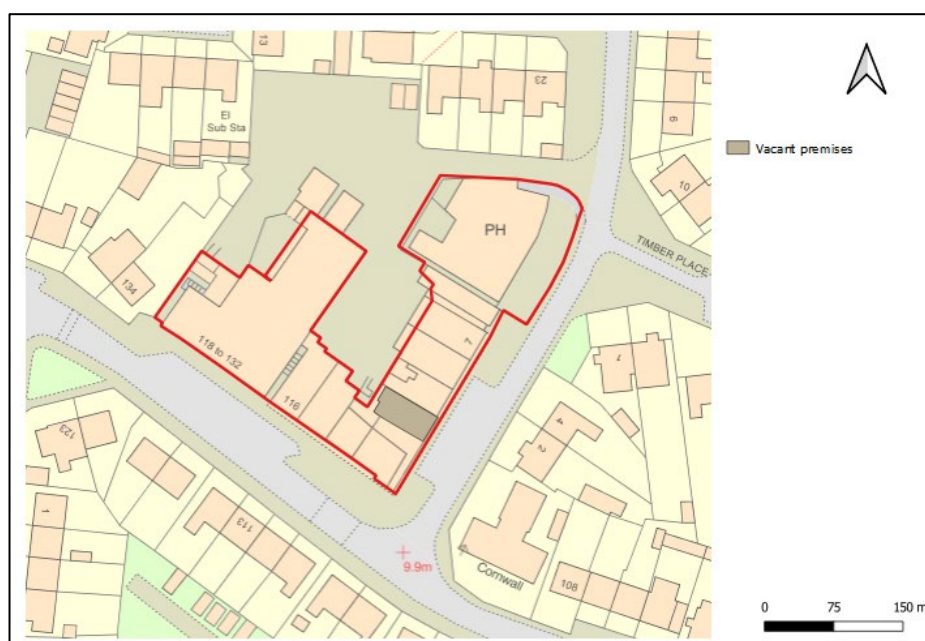 13
23
El
Sub Sta
6
10
Vacant premises
PH
TIMBER PLACE
134
7
118 to 132
116
1
4
2
123
113
1
9.9m
Cornwall
108
0 75 150 m